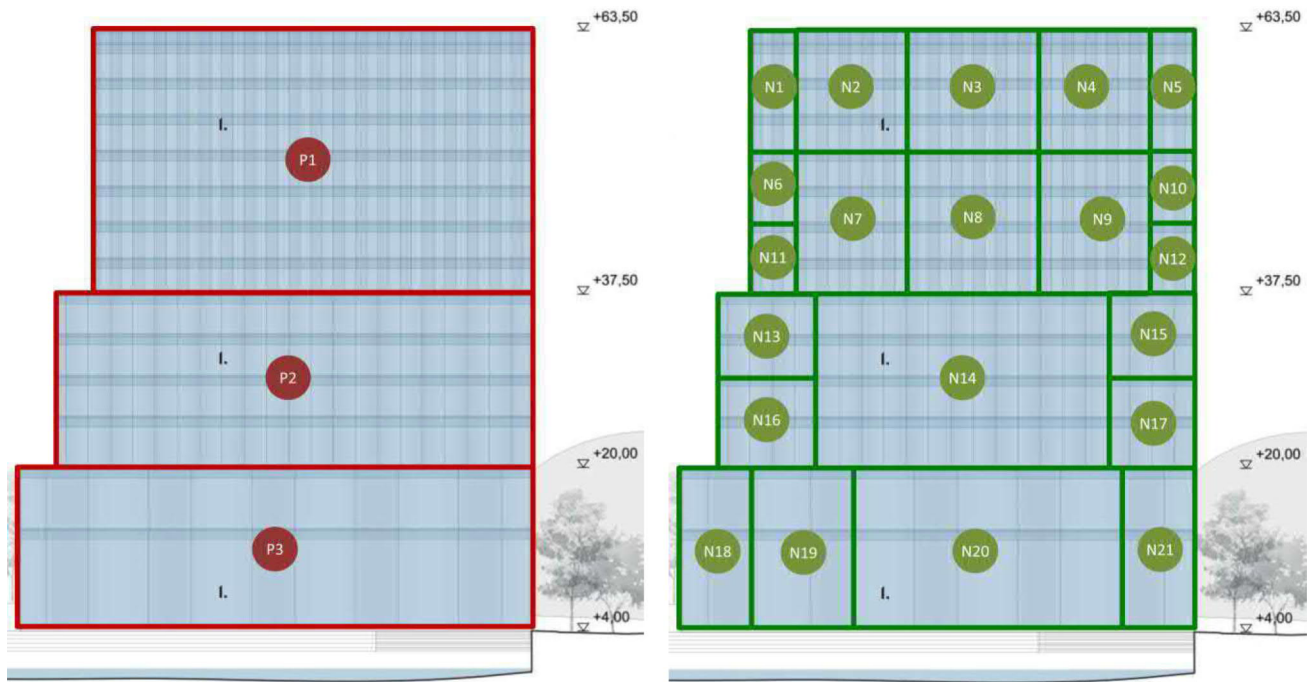 +63,50
P1
I.
+37,50
P2
I.
+20,00
P3
I.
+4,00
+63,50
N1 N2 N3 N4 N5
I.
N6 N7 N8 N9 N10
N11 N12
+37,50
N13 N14 N15
I.
N16 N17
+20,00
N18 N19 N20 N21
I.
+4,00